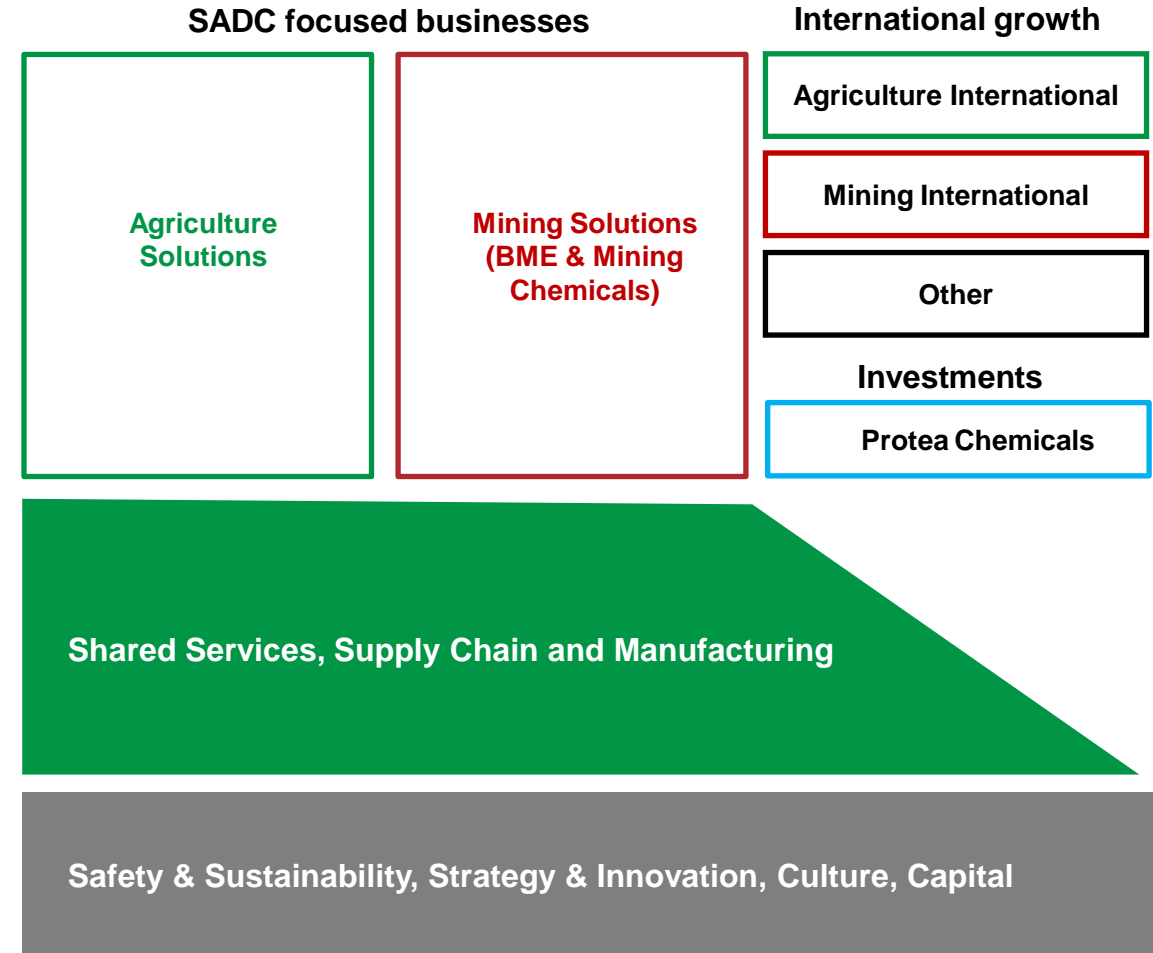 SADC focused businesses
International growth
Agriculture
Solutions
Mining Solutions
(BME & Mining
Chemicals)
Agriculture International
Mining International
Other
Investments
Protea Chemicals
Shared Services, Supply Chain and Manufacturing
Safety & Sustainability, Strategy & Innovation, Culture, Capital